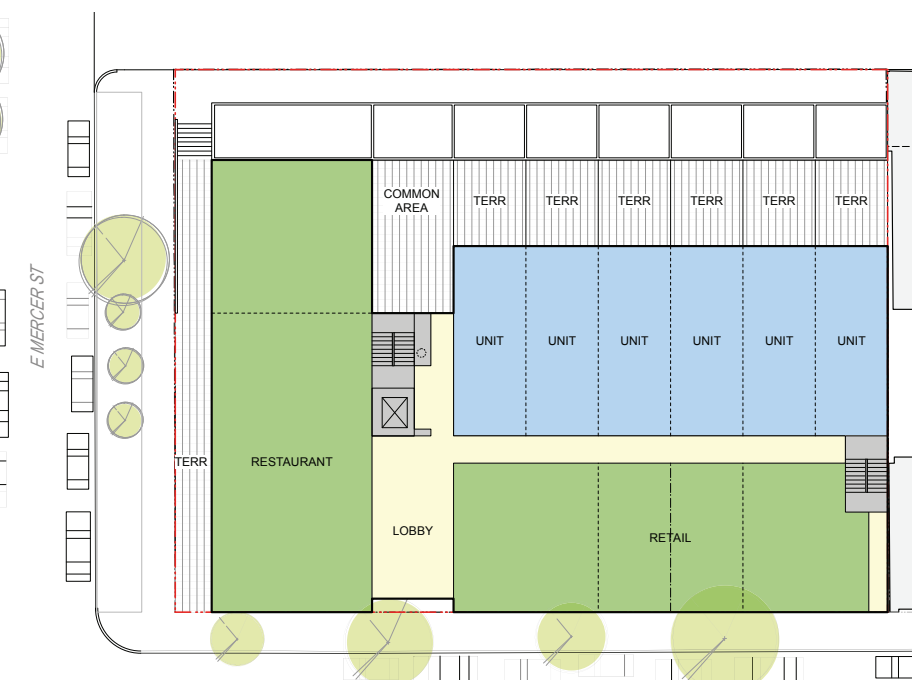 COMMON
AREA
TERR
TERR
TERR
TERR
TERR
TERR
E MERCER ST
UNIT
UNIT
UNIT
UNIT
UNIT
UNIT
TERR
RESTAURANT
LOBBY
RETAIL